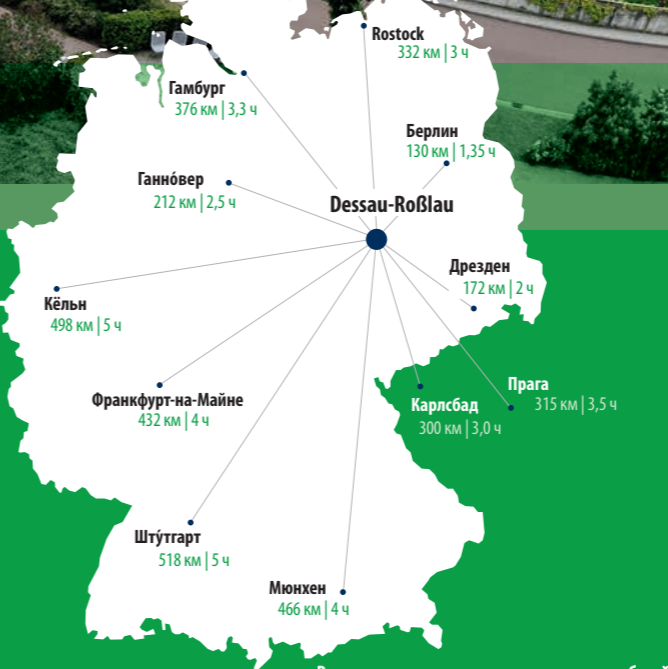 Rostock
332 км | 3 ч
Гамбург
376 км | 3,3 ч
Берлин
130 км | 1,35 ч
Ганно́вер
212 км | 2,5 ч
Dessau-Roßlau
Дрезден
172 км | 2 ч
Кёльн
498 км | 5 ч
Прага
315 км | 3,5 ч
Франкфурт-на-Майне
432 км | 4 ч
Карлсбад
300 км | 3,0 ч
Шту́тгарт
518 км | 5 ч
Мюнхен
466 км | 4 ч